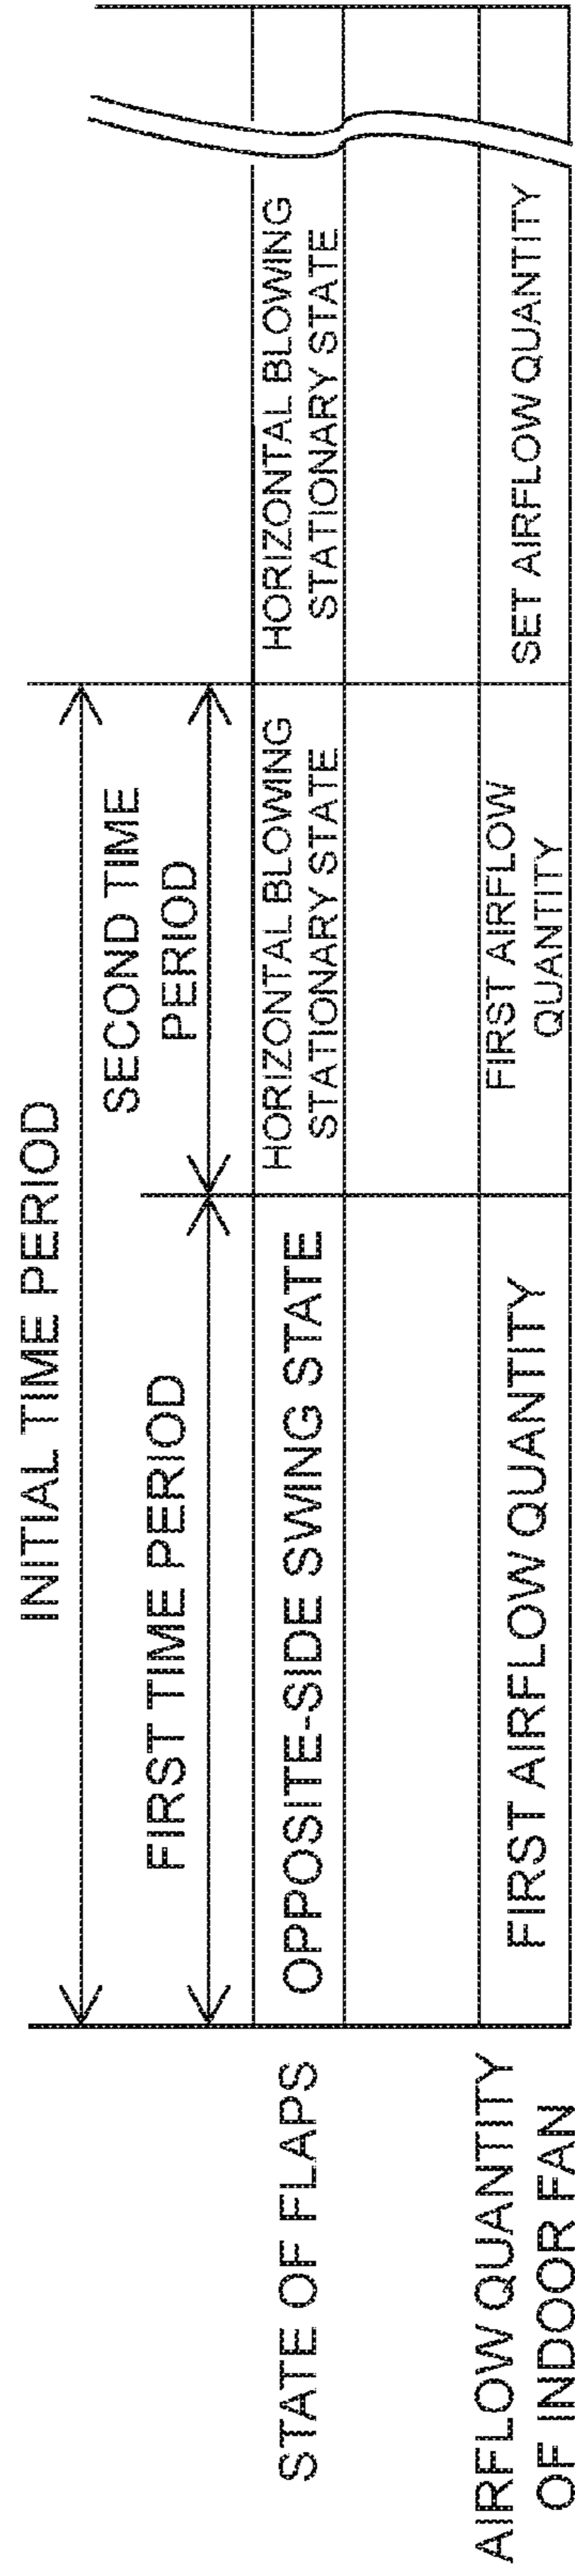 INITIAL TIME PERIOD
FIRST TIME PERIOD
SECOND TIME
PERIOD
STATE OF FLAPS
OPPOSITE-SIDE SWING STATE
HORIZONTAL BLOWING
STATIONARY STATE
HORIZONTAL BLOWING
STATIONARY STATE
AIRFLOW QUANTITY
OF INDOOR FAN
FIRST AIRFLOW QUANTITY
FIRST AIRFLOW
QUANTITY
SET AIRFLOW QUANTITY